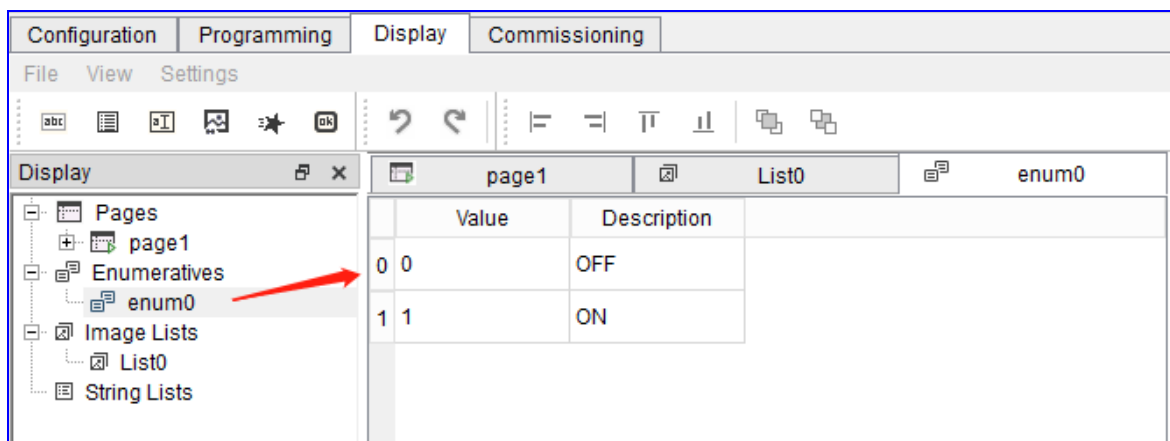 Configuration Programming Display Commissioning
File View Settings
abc aI ok
Display page1 List0 enum0
Pages Value Description
page1
Enumeratives 0 0 OFF
enum0
1 1 ON
Image Lists
List0
String Lists